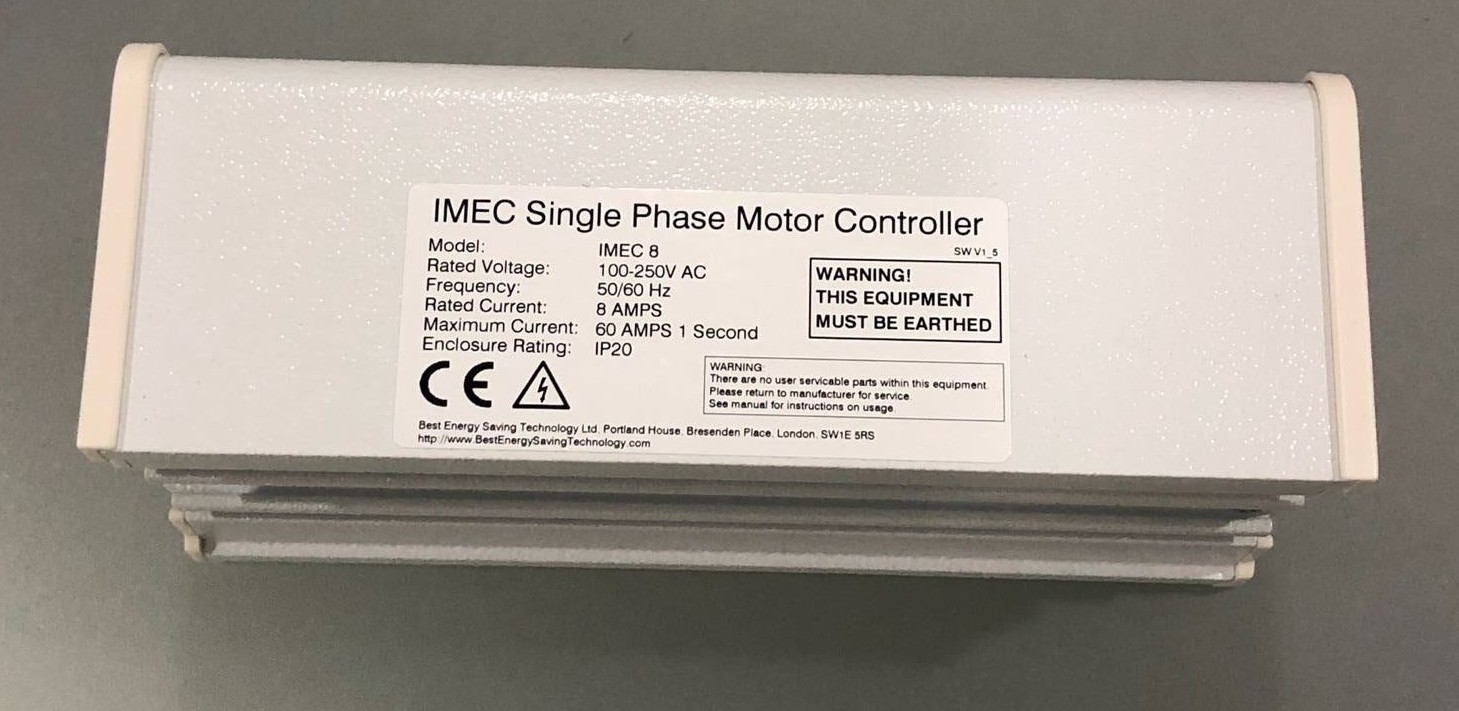 IMEC Single Phase Motor Controller
SW V1_5
Model: IMEC 8
Rated Voltage: 100-250V AC
Frequency: 50/60 Hz
Rated Current: 8 AMPS
Maximum Current: 60 AMPS 1 Second
Enclosure Rating: IP20
WARNING!
THIS EQUIPMENT
MUST BE EARTHED
CE
WARNING:
There are no user servicable parts within this equipment.
Please return to manufacturer for service.
See manual for instructions on usage.
Best Energy Saving Technology Ltd. Portland House. Bresenden Place. London. SW1E 5RS
http://www.BestEnergySavingTechnology.com